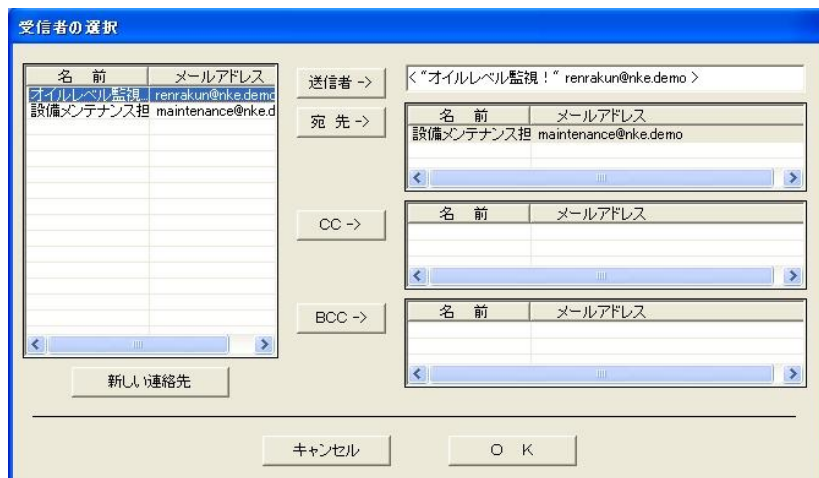 受信者の選択
名 前 メールアドレス
オイルレベル監視... renrakun@nke.demo
設備メンテナンス担 maintenance@nke.d
新しい連絡先
送信者 ->
< “オイルレベル監視！“ renrakun@nke.demo >
宛 先 ->
名 前 メールアドレス
設備メンテナンス担 maintenance@nke.demo
CC ->
名 前 メールアドレス
BCC ->
名 前 メールアドレス
キャンセル
Ｏ Ｋ